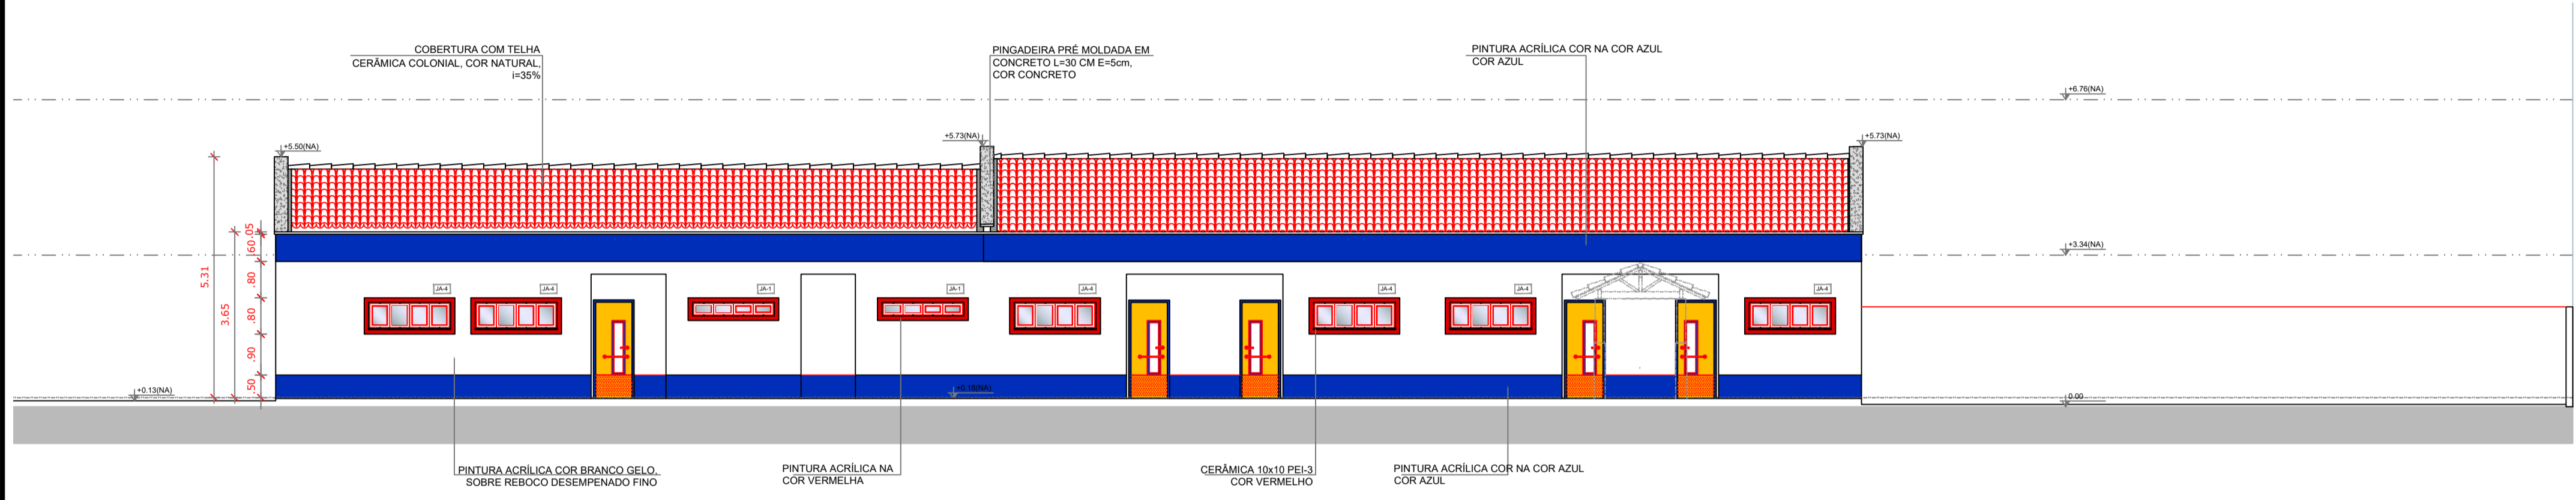 COBERTURA COM TELHA
CERÂMICA COLONIAL, COR NATURAL,
i=35%
PINGADEIRA PRÉ MOLDADA EM
CONCRETO L=30 CM E=5cm,
COR CONCRETO
PINTURA ACRÍLICA COR NA COR AZUL
COR AZUL
+6.76(NA)
+5.50(NA)
+5.73(NA)
+5.73(NA)
+3.34(NA)
5.31
3.65
.05
.60
.80
.80
.90
.50
JA-4
JA-4
JA-1
JA-1
JA-4
JA-4
JA-4
JA-4
+0.13(NA)
+0.18(NA)
0.00
PINTURA ACRÍLICA COR BRANCO GELO.
SOBRE REBOCO DESEMPENADO FINO
PINTURA ACRÍLICA NA
COR VERMELHA
CERÂMICA 10x10 PEI-3
COR VERMELHO
PINTURA ACRÍLICA COR NA COR AZUL
COR AZUL